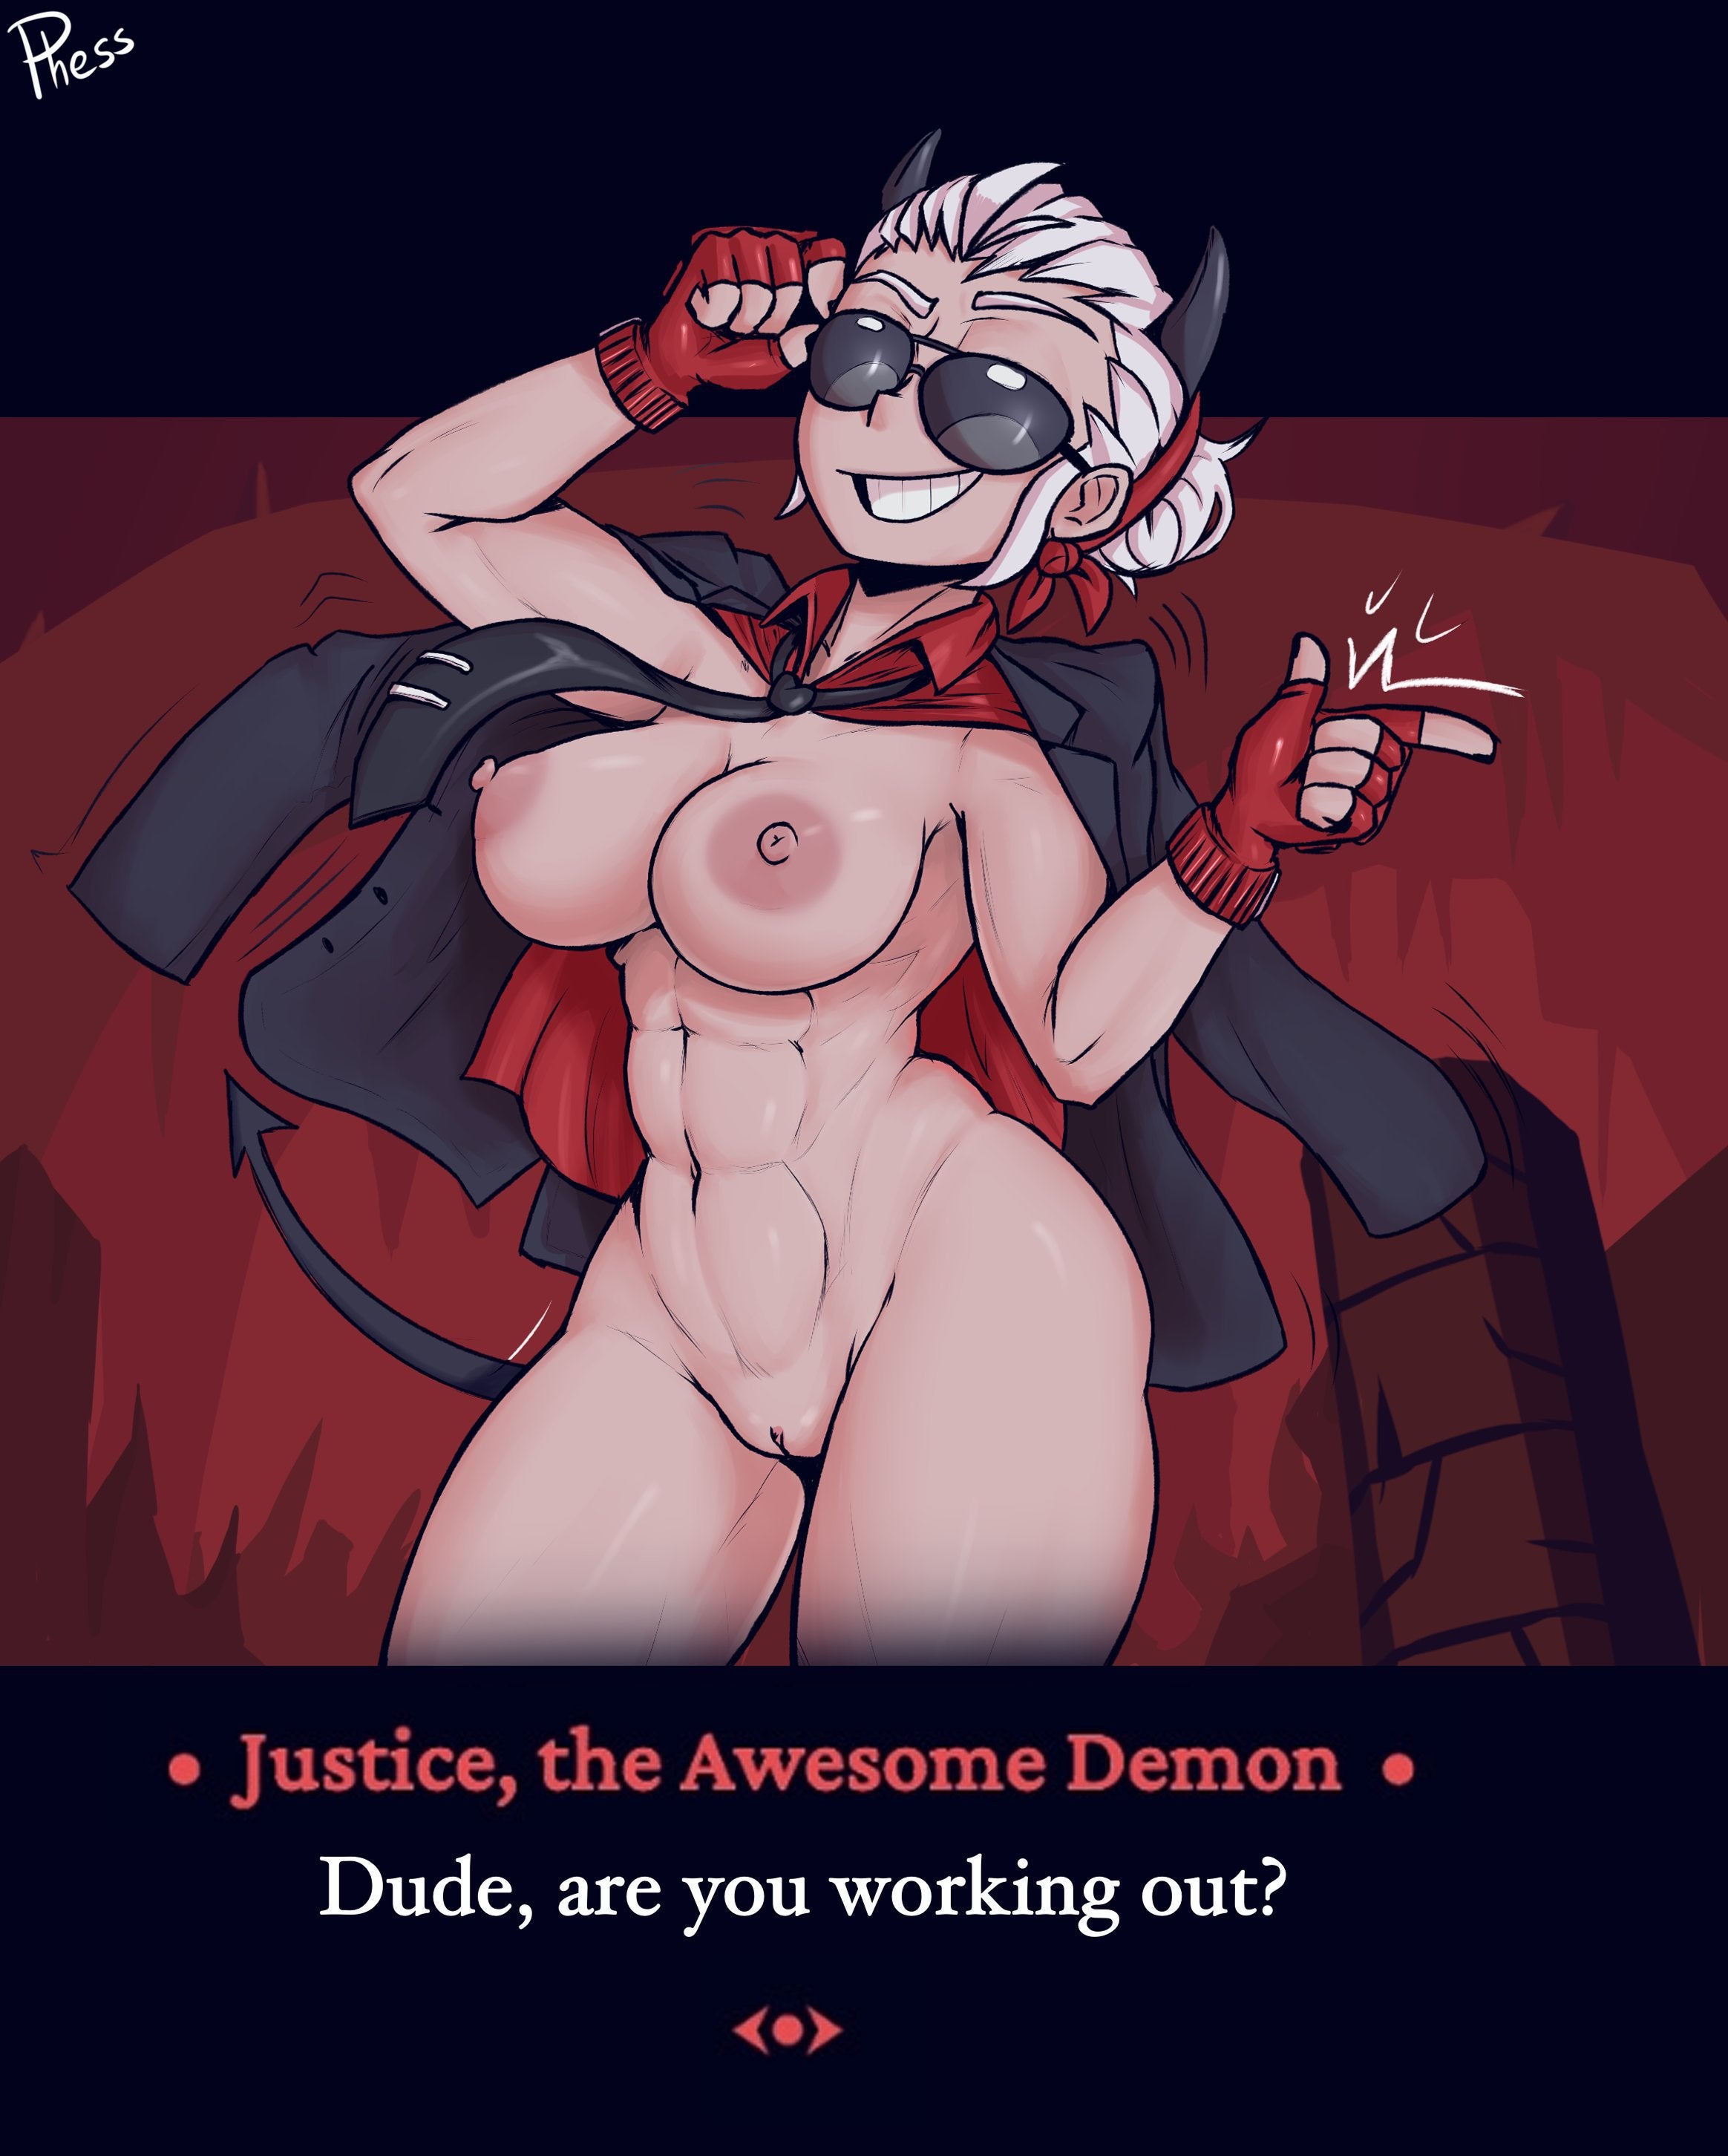 Phess
• Justice, the Awesome Demon •
Dude, are you working out?